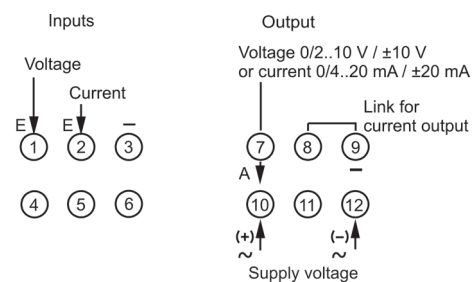 Inputs
Output
Voltage
Voltage 0/2..10 V / ±10 V
or current 0/4..20 mA / ±20 mA
Current
Link for
current output
E
E
–
1
2
3
7
8
9
A
–
4
5
6
10
11
12
(+)
(–)
~
~
Supply voltage